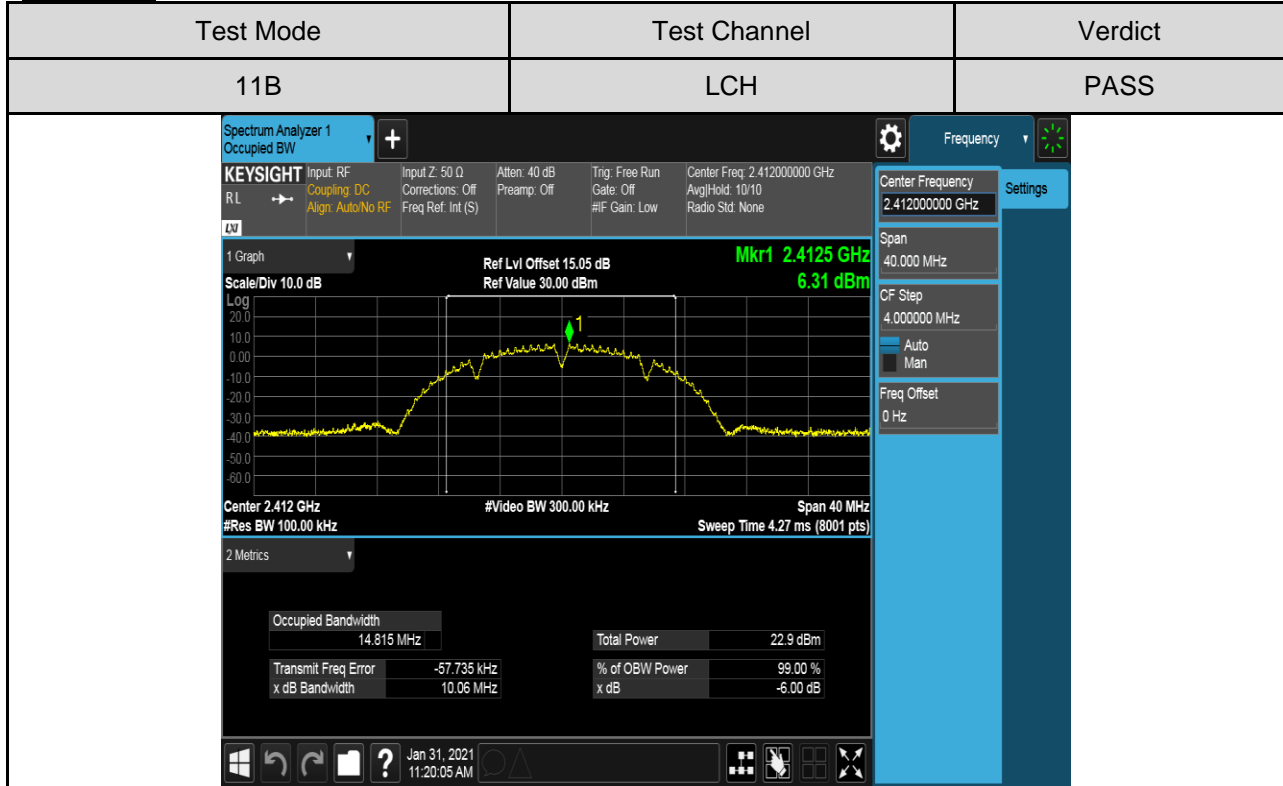 Test Mode Test Channel Verdict
11B LCH PASS
Spectrum Analyzer 1
Occupied BW
+
Frequency
KEYSIGHT
RL
LXI
Input: RF
Coupling: DC
Align: Auto/No RF
Input Z: 50 Ω
Corrections: Off
Freq Ref: Int (S)
Atten: 40 dB
Preamp: Off
Trig: Free Run
Gate: Off
#IF Gain: Low
Center Freq: 2.412000000 GHz
Avg|Hold: 10/10
Radio Std: None
Center Frequency
2.412000000 GHz
Settings
Span
40.000 MHz
CF Step
4.000000 MHz
Auto
Man
Freq Offset
0 Hz
1 Graph
Scale/Div 10.0 dB
Ref Lvl Offset 15.05 dB
Ref Value 30.00 dBm
Mkr1 2.4125 GHz
6.31 dBm
Log
20.0
10.0
0.00
-10.0
-20.0
-30.0
-40.0
-50.0
-60.0
1
Center 2.412 GHz
#Res BW 100.00 kHz
#Video BW 300.00 kHz
Span 40 MHz
Sweep Time 4.27 ms (8001 pts)
2 Metrics
Occupied Bandwidth
14.815 MHz
Total Power 22.9 dBm
Transmit Freq Error -57.735 kHz
% of OBW Power 99.00 %
x dB Bandwidth 10.06 MHz
x dB -6.00 dB
?
Jan 31, 2021
11:20:05 AM